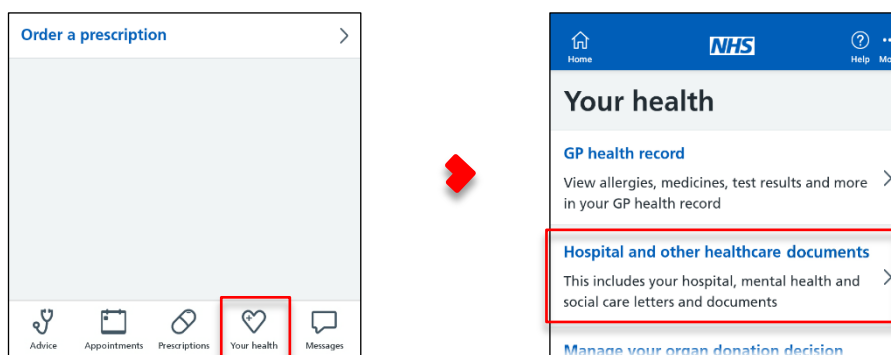 Order a prescription
Advice
Appointments
Prescriptions
Your health
Messages
Home
NHS
Help
Your health
GP health record
View allergies, medicines, test results and more
in your GP health record
Hospital and other healthcare documents
This includes your hospital, mental health and
social care letters and documents
Manage your organ donation decision